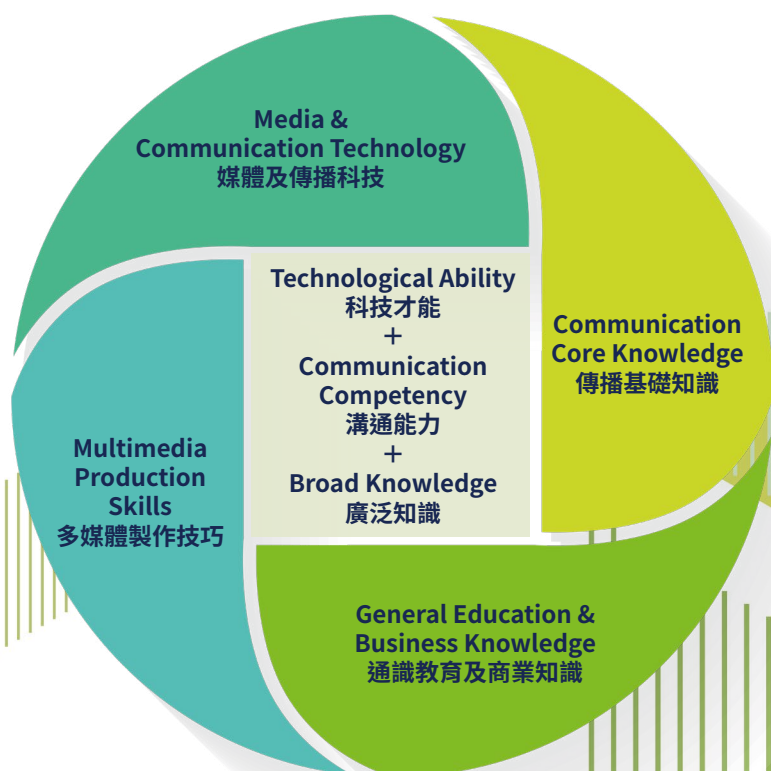 Media &
Communication Technology
媒體及傳播科技
Technological Ability
科技才能
+
Communication
Competency
溝通能力
+
Broad Knowledge
廣泛知識
Communication
Core Knowledge
傳播基礎知識
Multimedia
Production
Skills
多媒體製作技巧
General Education &
Business Knowledge
通識教育及商業知識